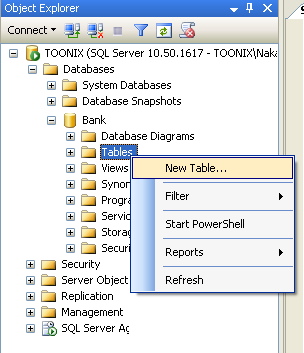 Object Explorer
Connect
TOONIX (SQL Server 10.50.1617 - TOONIX\Naka
Databases
System Databases
Database Snapshots
Bank
Database Diagrams
Tables
Views
Synon
Progra
Servic
Storag
Securi
New Table...
Filter
Start PowerShell
Reports
Refresh
Security
Server Object
Replication
Management
SQL Server Ag